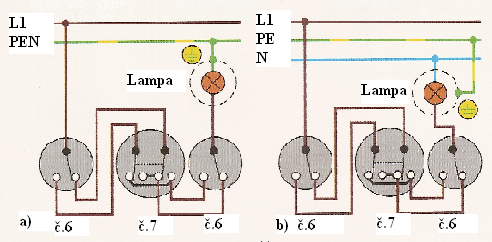 L1
PEN
Lampa
a) č.6 č.7 č.6
L1
PE
N
Lampa
b) č.6 č.7 č.6